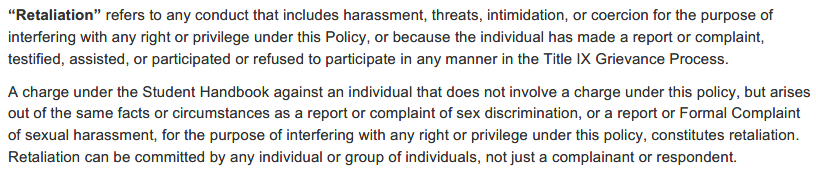 “Retaliation” refers to any conduct that includes harassment, threats, intimidation, or coercion for the purpose of
interfering with any right or privilege under this Policy, or because the individual has made a report or complaint,
testified, assisted, or participated or refused to participate in any manner in the Title IX Grievance Process.
A charge under the Student Handbook against an individual that does not involve a charge under this policy, but arises
out of the same facts or circumstances as a report or complaint of sex discrimination, or a report or Formal Complaint
of sexual harassment, for the purpose of interfering with any right or privilege under this policy, constitutes retaliation.
Retaliation can be committed by any individual or group of individuals, not just a complainant or respondent.